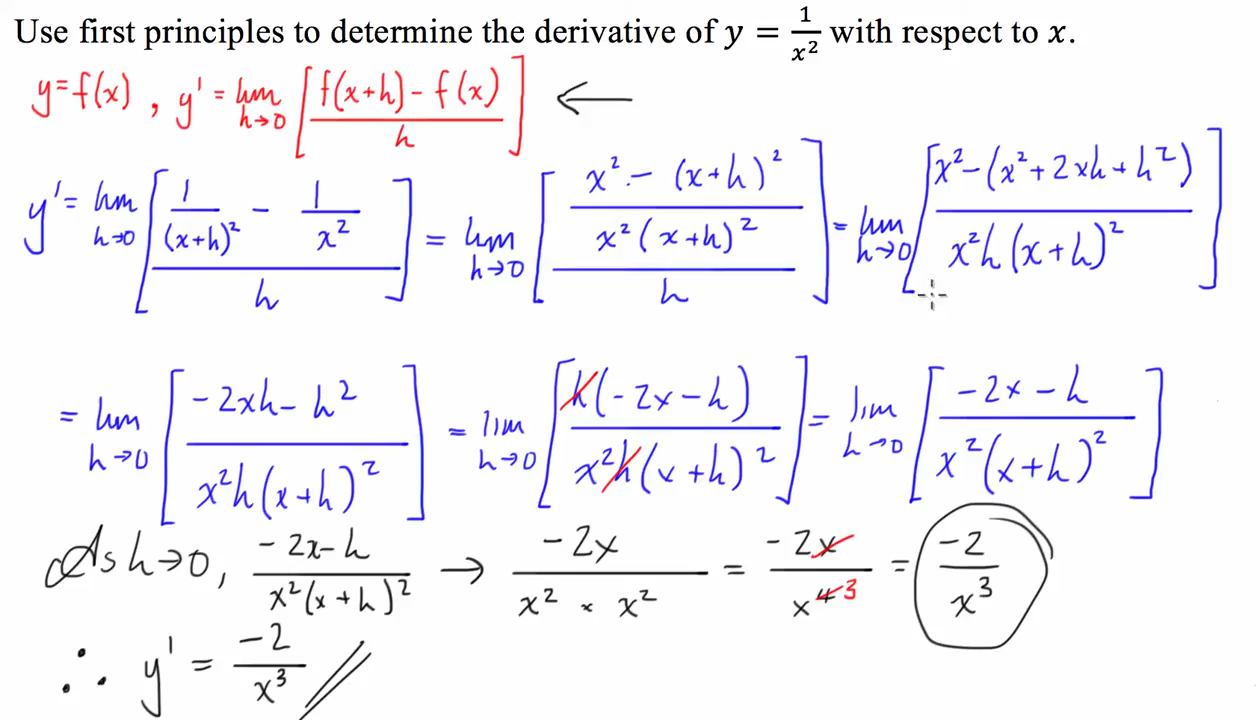 Use first principles to determine the derivative of y = 1/x² with respect to x.
y = f(x) , y' = lim h→0 [ (f(x+h) - f(x)) / h ] ←
y' = lim h→0 [ (1/(x+h)² - 1/x²) / h ] = lim h→0 [ ((x² - (x+h)²) / (x²(x+h)²)) / h ] = lim h→0 [ (x² - (x² + 2xh + h²)) / (x²h(x+h)²) ]
= lim h→0 [ (-2xh - h²) / (x²h(x+h)²) ] = lim h→0 [ h(-2x - h) / (x²h(x+h)²) ] = lim h→0 [ (-2x - h) / (x²(x+h)²) ]
As h→0, (-2x-h) / (x²(x+h)²) → -2x / (x² × x²) = -2x / x⁴ ³ = -2 / x³
∴ y' = -2 / x³